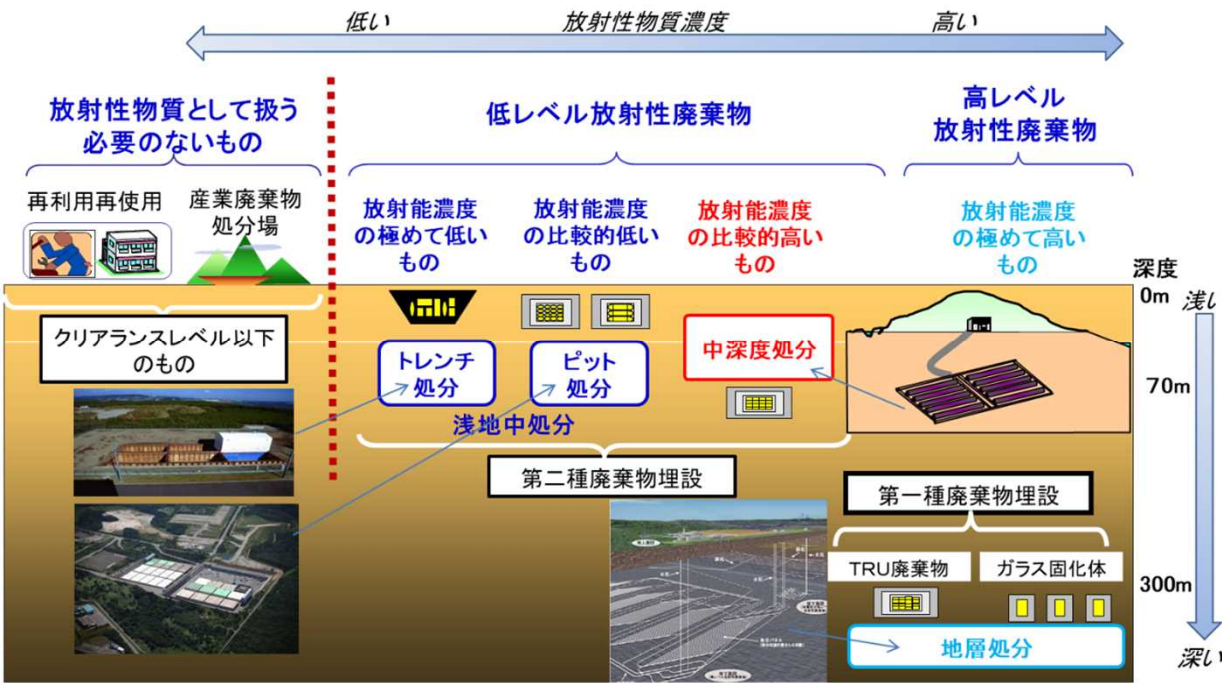 低い 放射性物質濃度 高い
放射性物質として扱う
必要のないもの
低レベル放射性廃棄物
高レベル
放射性廃棄物
再利用再使用
産業廃棄物
処分場
放射能濃度
の極めて低い
もの
放射能濃度
の比較的低い
もの
放射能濃度
の比較的高い
もの
放射能濃度
の極めて高い
もの
深度
0m
浅い
クリアランスレベル以下
のもの
トレンチ
処分
ピット
処分
中深度処分
70m
浅地中処分
第二種廃棄物埋設
第一種廃棄物埋設
TRU廃棄物
ガラス固化体
300m
地層処分
深い